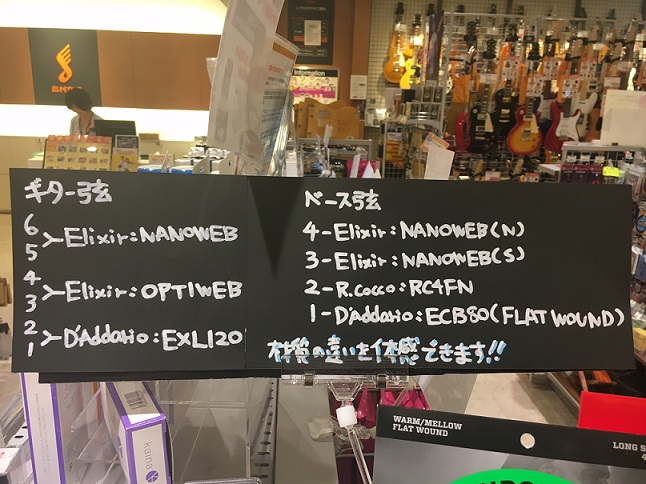 ギター弦
6
5 >Elixir:NANOWEB
4
3 >Elixir:OPTIWEB
2
1 >D'Addario:EXL120
ベース弦
4-Elixir:NANOWEB(N)
3-Elixir:NANOWEB(S)
2-R.Cocco:RC4FN
1-D'Addario:ECB80(FLAT WOUND)
材質の違いを体感できます!!
kaina
WARM/MELLOW
FLAT WOUND